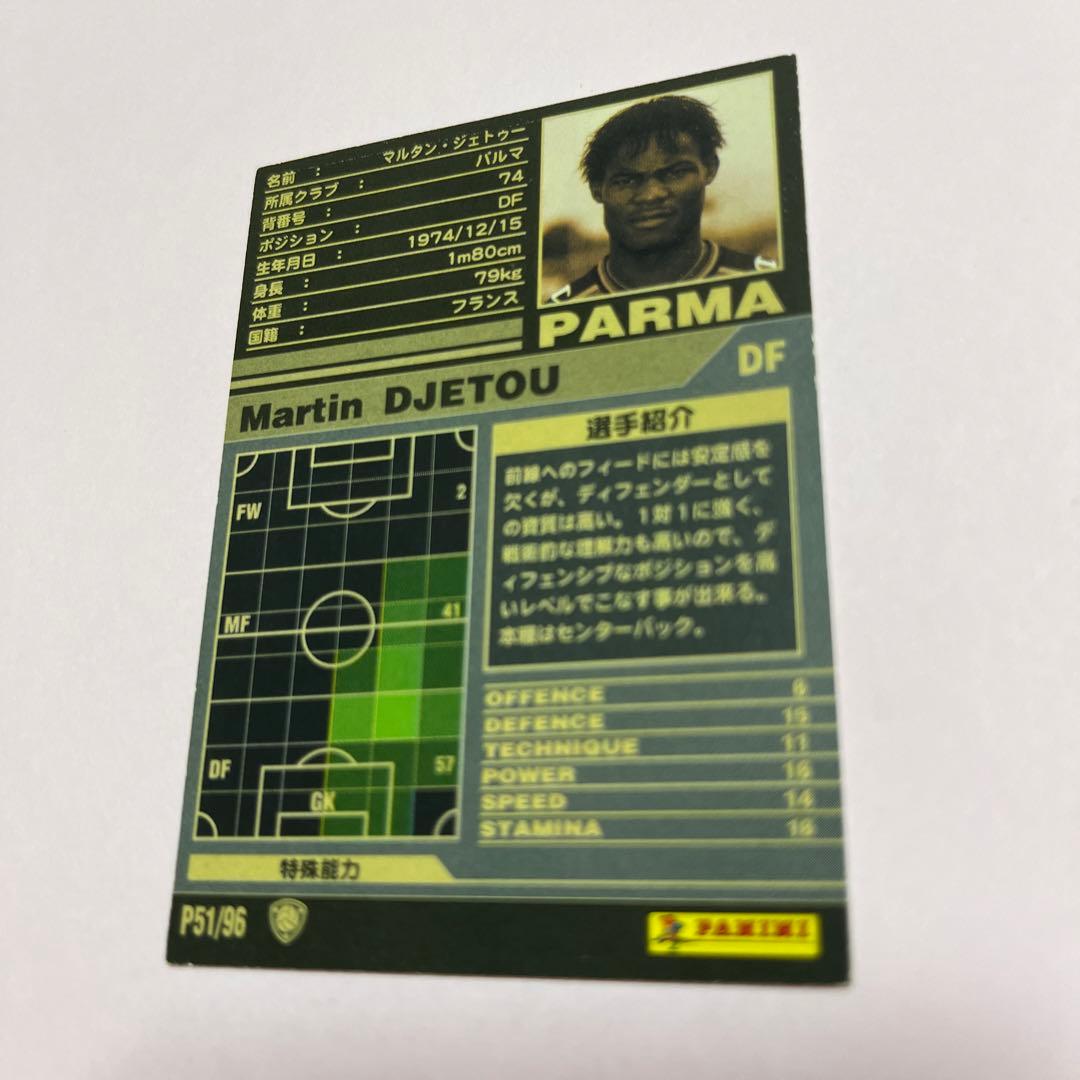 名前 : マルタン・ジェトゥー
所属クラブ : パルマ
背番号 : 74
ポジション : DF
生年月日 : 1974/12/15
身長 : 1m80cm
体重 : 79kg
国籍 : フランス
PARMA
Martin DJETOU
DF
選手紹介
前線へのフィードには安定感を
欠くが、ディフェンダーとして
の資質は高い。1対1に強く、
戦術的な理解力も高いので、デ
ィフェンシブなポジションを高
いレベルでこなす事が出来る。
本職はセンターバック。
FW 2
MF 41
DF 57
GK
OFFENCE 6
DEFENCE 15
TECHNIQUE 11
POWER 16
SPEED 14
STAMINA 16
特殊能力
P51/96
PANINI